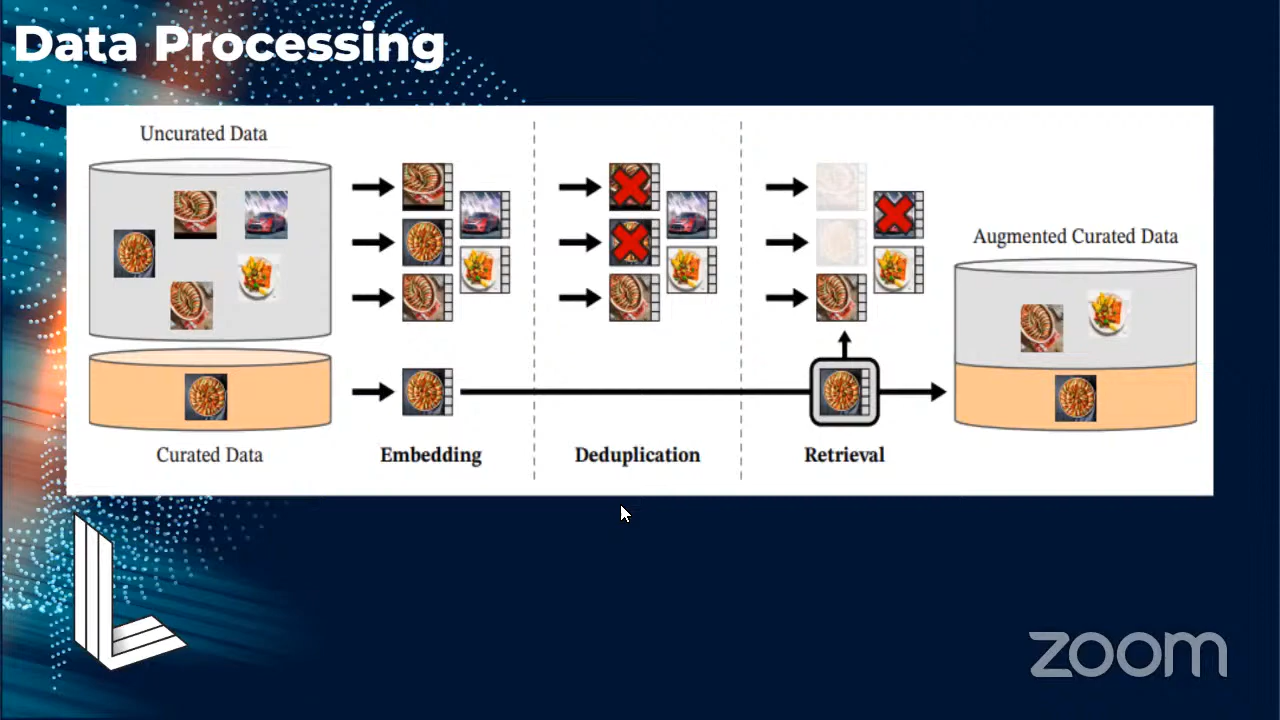 Data Processing
Uncurated Data
Augmented Curated Data
Curated Data
Embedding
Deduplication
Retrieval
zoom